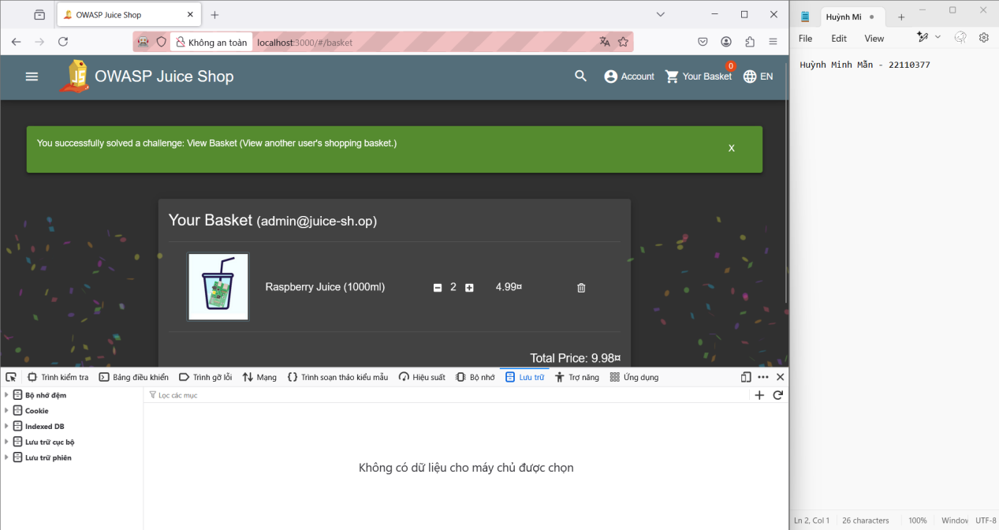 OWASP Juice Shop
Huỳnh Mi
Không an toàn
localhost:3000/#/basket
File Edit View
OWASP Juice Shop
Account
Your Basket
0
EN
Huỳnh Minh Mẫn - 22110377
You successfully solved a challenge: View Basket (View another user's shopping basket.)
X
Your Basket (admin@juice-sh.op)
Raspberry Juice (1000ml) 2 4.99¤
Total Price: 9.98¤
Trình kiểm tra Bảng điều khiển Trình gỡ lỗi Mạng Trình soạn thảo kiểu mẫu Hiệu suất Bộ nhớ Lưu trữ Trợ năng Ứng dụng
Bộ nhớ đệm
Lọc các mục
Cookie
Indexed DB
Lưu trữ cục bộ
Lưu trữ phiên
Không có dữ liệu cho máy chủ được chọn
Ln 2, Col 1 26 characters 100% Window UTF-8